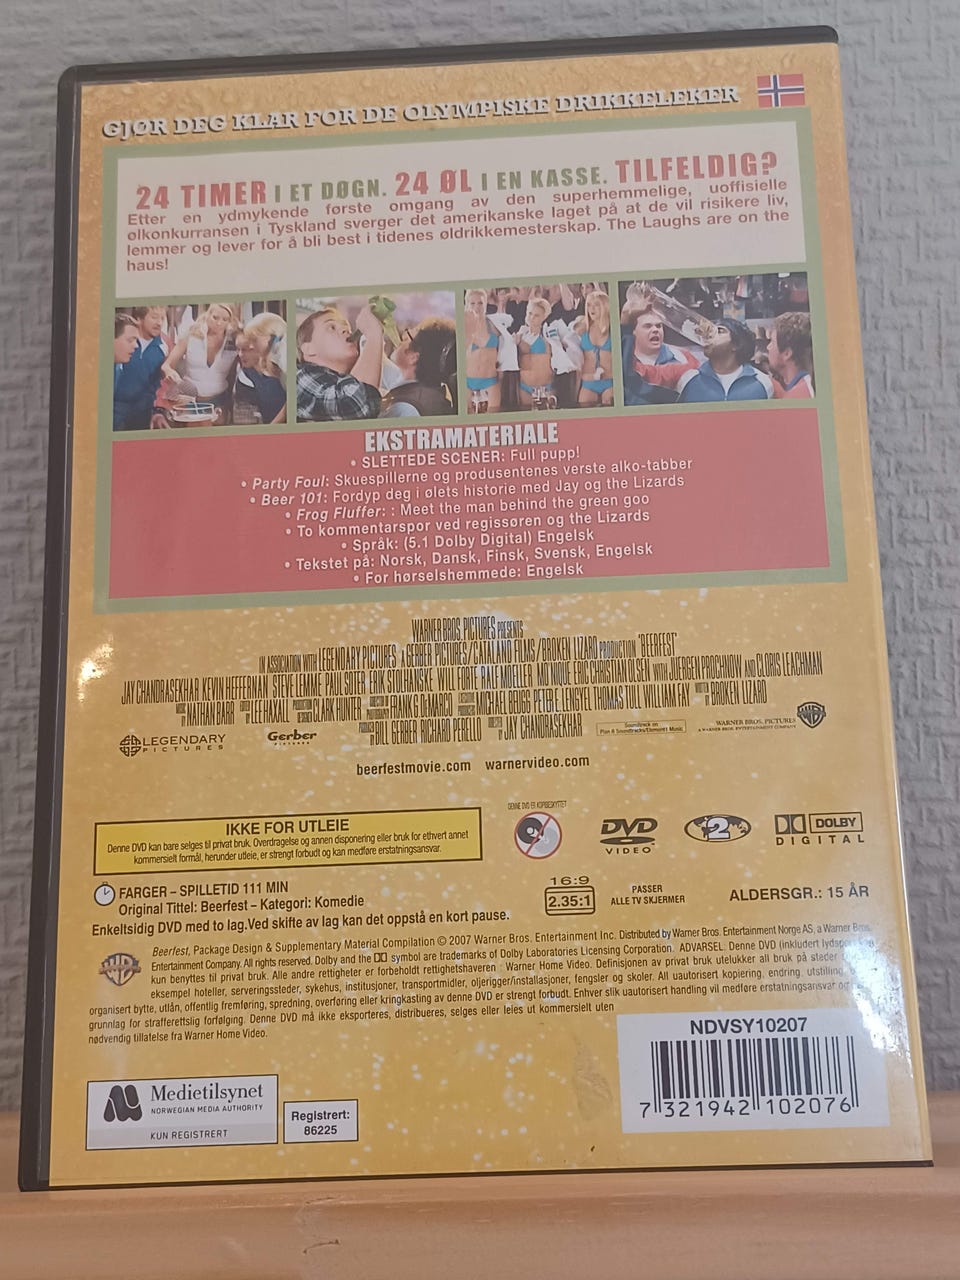 GJØR DEG KLAR FOR DE OLYMPISKE DRIKKELEKER
24 TIMER I ET DØGN. 24 ØL I EN KASSE. TILFELDIG?
Etter en ydmykende første omgang av den superhemmelige, uoffisielle
ølkonkurransen i Tyskland sverger det amerikanske laget på at de vil risikere liv,
lemmer og lever for å bli best i tidenes øldrikkemesterskap. The Laughs are on the
haus!
EKSTRAMATERIALE
• SLETTEDE SCENER: Full pupp!
• Party Foul: Skuespillerne og produsentenes verste alko-tabber
• Beer 101: Fordyp deg i ølets historie med Jay og the Lizards
• Frog Fluffer: : Meet the man behind the green goo
• To kommentarspor ved regissøren og the Lizards
• Språk: (5.1 Dolby Digital) Engelsk
• Tekstet på: Norsk, Dansk, Finsk, Svensk, Engelsk
• For hørselshemmede: Engelsk
WARNER BROS. PICTURES PRESENTS
IN ASSOCIATION WITH LEGENDARY PICTURES A GERBER PICTURES/CATALAND FILMS/BROKEN LIZARD PRODUCTION "BEERFEST"
JAY CHANDRASEKHAR KEVIN HEFFERNAN STEVE LEMME PAUL SOTER ERIK STOLHANSKE WILL FORTE RALF MOELLER MO'NIQUE ERIC CHRISTIAN OLSEN WITH JUERGEN PROCHNOW AND CLORIS LEACHMAN
MUSIC BY NATHAN BARR EDITED BY LEE HAXALL PRODUCTION DESIGNER CLARK HUNTER DIRECTOR OF PHOTOGRAPHY FRANK G. DeMARCO EXECUTIVE PRODUCERS MICHAEL BEUGG PETER E. LENGYEL THOMAS TULL WILLIAM FAY WRITTEN BY BROKEN LIZARD
PRODUCED BY BILL GERBER RICHARD PERELLO DIRECTED BY JAY CHANDRASEKHAR
Soundtrack on
Plan 9 Soundtracks/Element1 Music
WARNER BROS. PICTURES
A WARNER BROS. ENTERTAINMENT COMPANY
LEGENDARY
PICTURES
Gerber
PICTURES
beerfestmovie.com warnervideo.com
IKKE FOR UTLEIE
Denne DVD kan bare selges til privat bruk. Overdragelse og annen disponering eller bruk for ethvert annet
kommersielt formål, herunder utleie, er strengt forbudt og kan medføre erstatningsansvar.
DENNE DVD ER KOPIBESKYTTET
DVD
VIDEO
2
DOLBY
DIGITAL
FARGER – SPILLETID 111 MIN
Original Tittel: Beerfest – Kategori: Komedie
Enkeltsidig DVD med to lag.Ved skifte av lag kan det oppstå en kort pause.
16:9
2.35:1
PASSER
ALLE TV SKJERMER
ALDERSGR.: 15 ÅR
Beerfest, Package Design & Supplementary Material Compilation © 2007 Warner Bros. Entertainment Inc. Distributed by Warner Bros. Entertainment Norge AS, a Warner Bros.
Entertainment Company. All rights reserved. Dolby and the DD symbol are trademarks of Dolby Laboratories Licensing Corporation. ADVARSEL. Denne DVD (inkludert
kun benyttes til privat bruk. Alle andre rettigheter er forbeholdt rettighetshaveren : Warner Home Video. Definisjonen av privat bruk utelukker all bruk på steder
eksempel hoteller, serveringssteder, sykehus, institusjoner, transportmidler, oljerigger/installasjoner, fengsler og skoler. All uautorisert kopiering, endring, utstilling,
organisert bytte, utlån, offentlig fremføring, spredning, overføring eller kringkasting av denne DVD er strengt forbudt. Enhver slik uautorisert handling vil medføre erstatningsansvar og
grunnlag for strafferettslig forfølging. Denne DVD må ikke eksporteres, distribueres, selges eller leies ut kommersielt uten
nødvendig tillatelse fra Warner Home Video.
Medietilsynet
NORWEGIAN MEDIA AUTHORITY
KUN REGISTRERT
Registrert:
86225
NDVSY10207
7 321942 102076